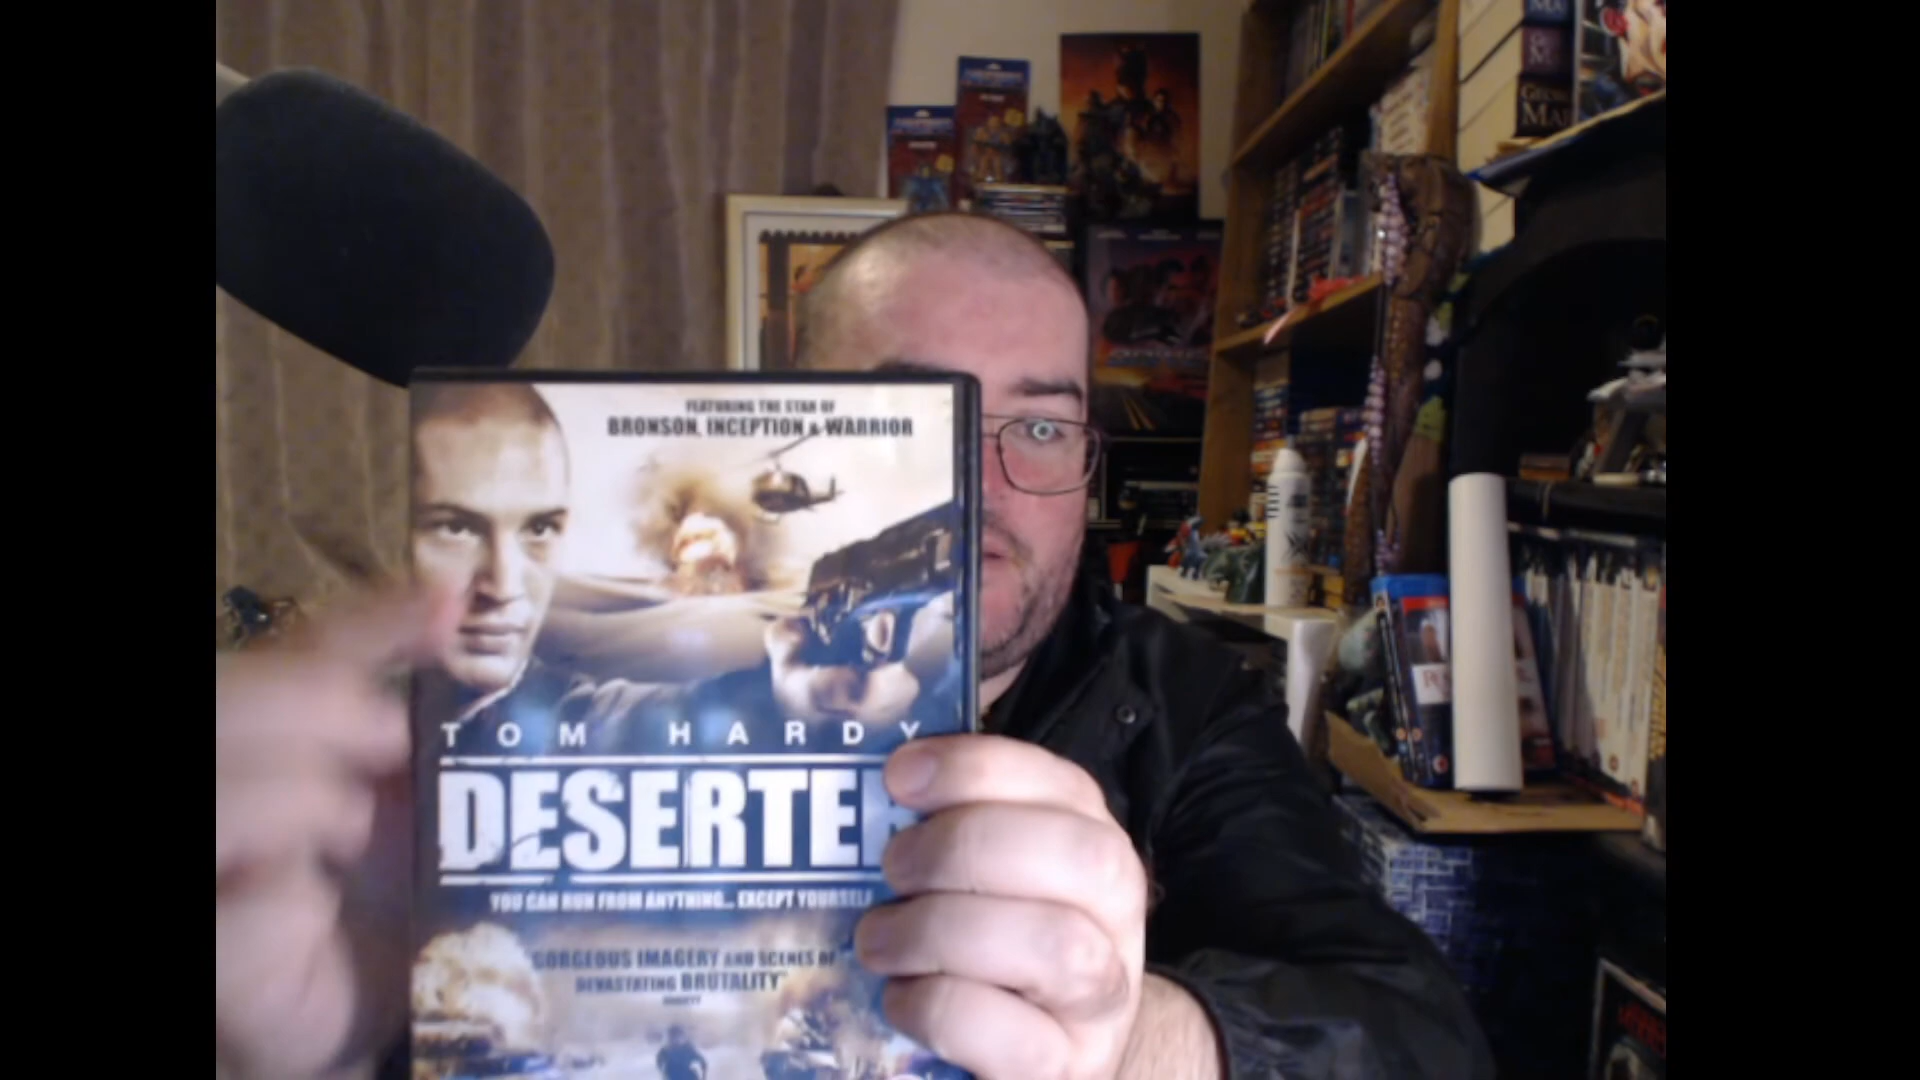 FEATURING THE STAR OF
BRONSON, INCEPTION & WARRIOR
TOM HARDY
DESERTER
YOU CAN RUN FROM ANYTHING... EXCEPT YOURSELF
"GORGEOUS IMAGERY AND SCENES OF
DEVASTATING BRUTALITY"